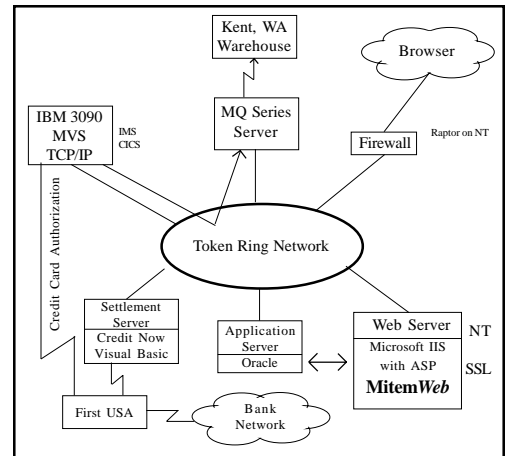 Kent, WA
Warehouse
Browser
IBM 3090
MVS
TCP/IP
IMS
CICS
MQ Series
Server
Firewall
Raptor on NT
Credit Card Authorization
Token Ring Network
Settlement
Server
Credit Now
Visual Basic
Application
Server
Oracle
Web Server
Microsoft IIS
with ASP
MitemWeb
NT
SSL
First USA
Bank
Network